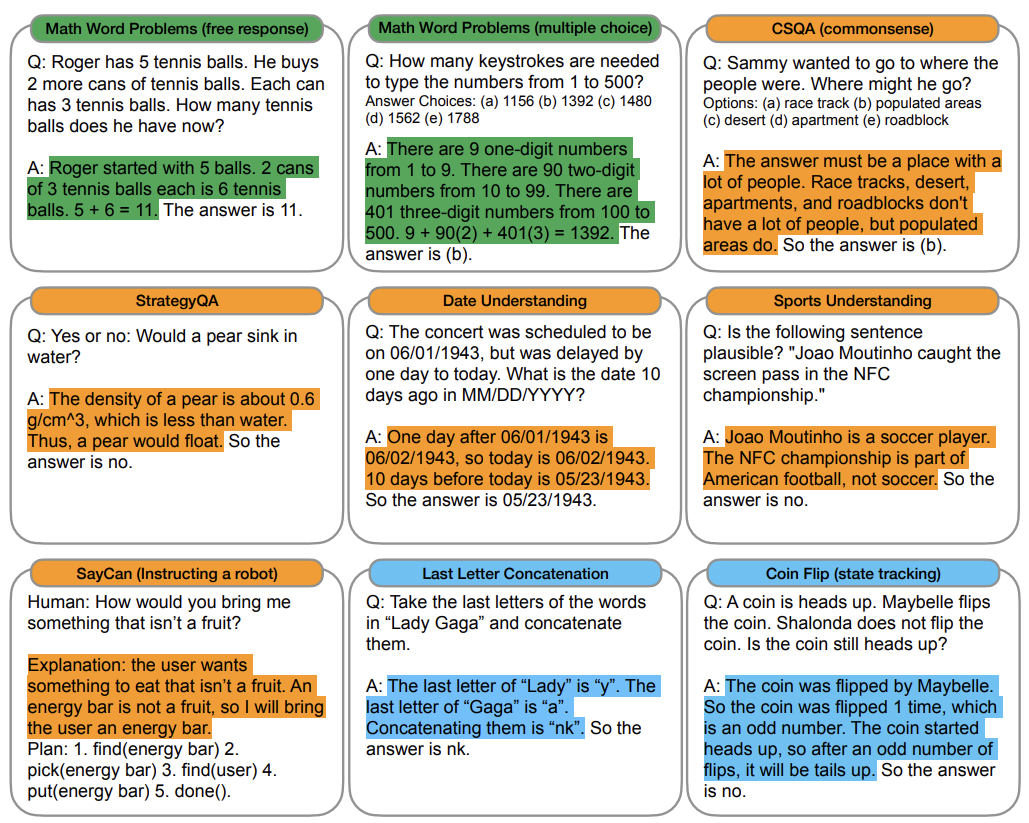 Math Word Problems (free response)
Q: Roger has 5 tennis balls. He buys
2 more cans of tennis balls. Each can
has 3 tennis balls. How many tennis
balls does he have now?
A: Roger started with 5 balls. 2 cans
of 3 tennis balls each is 6 tennis
balls. 5 + 6 = 11. The answer is 11.
Math Word Problems (multiple choice)
Q: How many keystrokes are needed
to type the numbers from 1 to 500?
Answer Choices: (a) 1156 (b) 1392 (c) 1480
(d) 1562 (e) 1788
A: There are 9 one-digit numbers
from 1 to 9. There are 90 two-digit
numbers from 10 to 99. There are
401 three-digit numbers from 100 to
500. 9 + 90(2) + 401(3) = 1392. The
answer is (b).
CSQA (commonsense)
Q: Sammy wanted to go to where the
people were. Where might he go?
Options: (a) race track (b) populated areas
(c) desert (d) apartment (e) roadblock
A: The answer must be a place with a
lot of people. Race tracks, desert,
apartments, and roadblocks don't
have a lot of people, but populated
areas do. So the answer is (b).
StrategyQA
Q: Yes or no: Would a pear sink in
water?
A: The density of a pear is about 0.6
g/cm^3, which is less than water.
Thus, a pear would float. So the
answer is no.
Date Understanding
Q: The concert was scheduled to be
on 06/01/1943, but was delayed by
one day to today. What is the date 10
days ago in MM/DD/YYYY?
A: One day after 06/01/1943 is
06/02/1943, so today is 06/02/1943.
10 days before today is 05/23/1943.
So the answer is 05/23/1943.
Sports Understanding
Q: Is the following sentence
plausible? "Joao Moutinho caught the
screen pass in the NFC
championship."
A: Joao Moutinho is a soccer player.
The NFC championship is part of
American football, not soccer. So the
answer is no.
SayCan (Instructing a robot)
Human: How would you bring me
something that isn’t a fruit?
Explanation: the user wants
something to eat that isn’t a fruit. An
energy bar is not a fruit, so I will bring
the user an energy bar.
Plan: 1. find(energy bar) 2.
pick(energy bar) 3. find(user) 4.
put(energy bar) 5. done().
Last Letter Concatenation
Q: Take the last letters of the words
in “Lady Gaga” and concatenate
them.
A: The last letter of “Lady” is “y”. The
last letter of “Gaga” is “a”.
Concatenating them is “nk”. So the
answer is nk.
Coin Flip (state tracking)
Q: A coin is heads up. Maybelle flips
the coin. Shalonda does not flip the
coin. Is the coin still heads up?
A: The coin was flipped by Maybelle.
So the coin was flipped 1 time, which
is an odd number. The coin started
heads up, so after an odd number of
flips, it will be tails up. So the answer
is no.